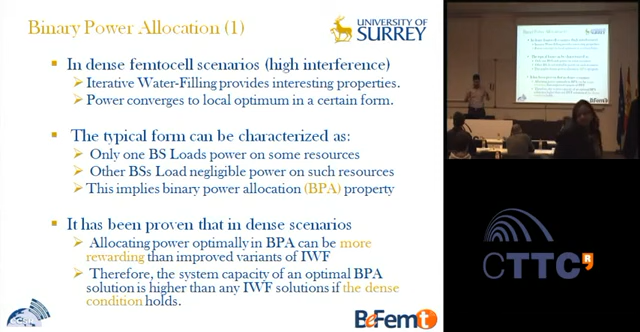 Binary Power Allocation (1)
UNIVERSITY OF
SURREY
In dense femtocell scenarios (high interference)
Iterative Water-Filling provides interesting properties.
Power converges to local optimum in a certain form.
The typical form can be characterized as:
Only one BS Loads power on some resources
Other BSs Load negligible power on such resources
This implies binary power allocation (BPA) property
It has been proven that in dense scenarios
Allocating power optimally in BPA can be more
rewarding than improved variants of IWF
Therefore, the system capacity of an optimal BPA
solution is higher than any IWF solutions if the dense
condition holds.
BeFemt
CTTC